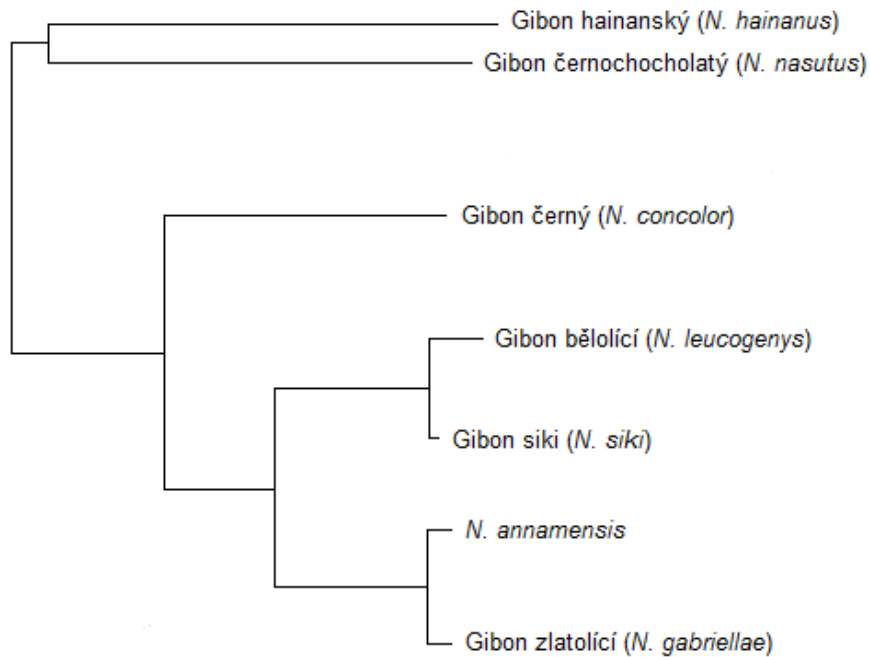 Gibon hainanský (N. hainanus)
Gibon černochocholatý (N. nasutus)
Gibon černý (N. concolor)
Gibon bělolící (N. leucogenys)
Gibon siki (N. siki)
N. annamensis
Gibon zlatolící (N. gabriellae)